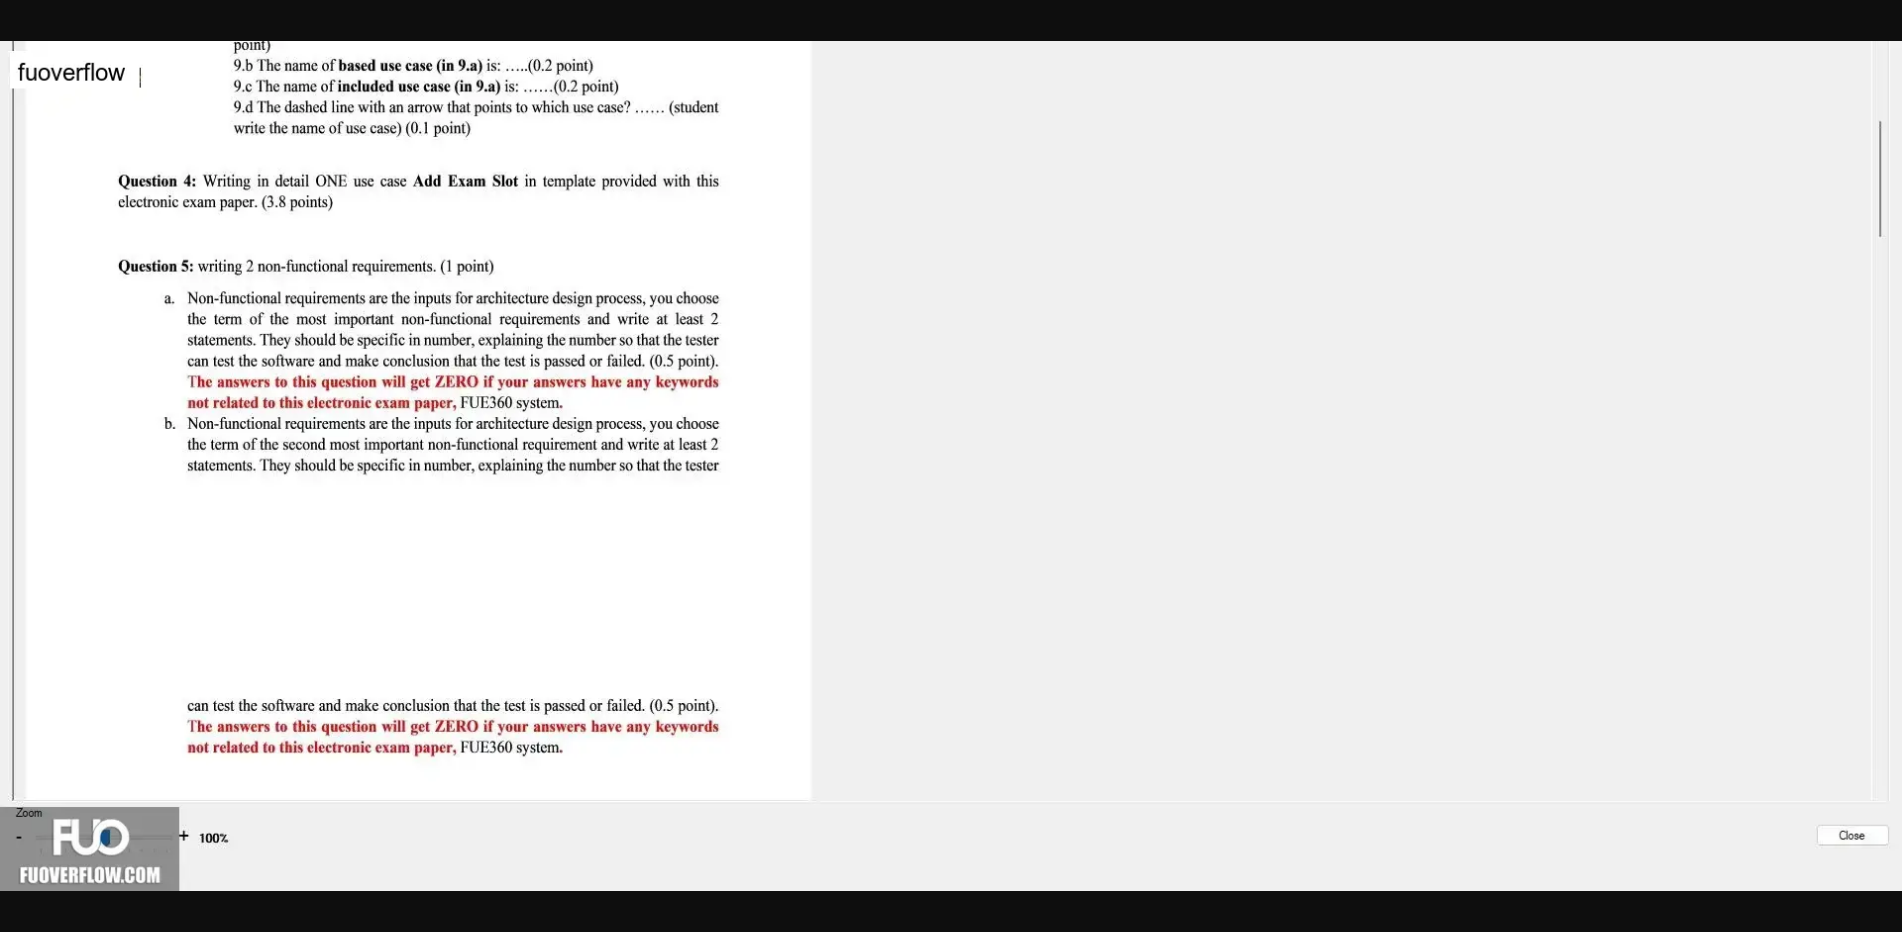 point)
fuoverflow
9.b The name of based use case (in 9.a) is: …..(0.2 point)
9.c The name of included use case (in 9.a) is: ……(0.2 point)
9.d The dashed line with an arrow that points to which use case? …… (student
write the name of use case) (0.1 point)
Question 4: Writing in detail ONE use case Add Exam Slot in template provided with this
electronic exam paper. (3.8 points)
Question 5: writing 2 non-functional requirements. (1 point)
a. Non-functional requirements are the inputs for architecture design process, you choose
the term of the most important non-functional requirements and write at least 2
statements. They should be specific in number, explaining the number so that the tester
can test the software and make conclusion that the test is passed or failed. (0.5 point).
The answers to this question will get ZERO if your answers have any keywords
not related to this electronic exam paper, FUE360 system.
b. Non-functional requirements are the inputs for architecture design process, you choose
the term of the second most important non-functional requirement and write at least 2
statements. They should be specific in number, explaining the number so that the tester
can test the software and make conclusion that the test is passed or failed. (0.5 point).
The answers to this question will get ZERO if your answers have any keywords
not related to this electronic exam paper, FUE360 system.
Zoom
- + 100%
Close
FUO
FUOVERFLOW.COM